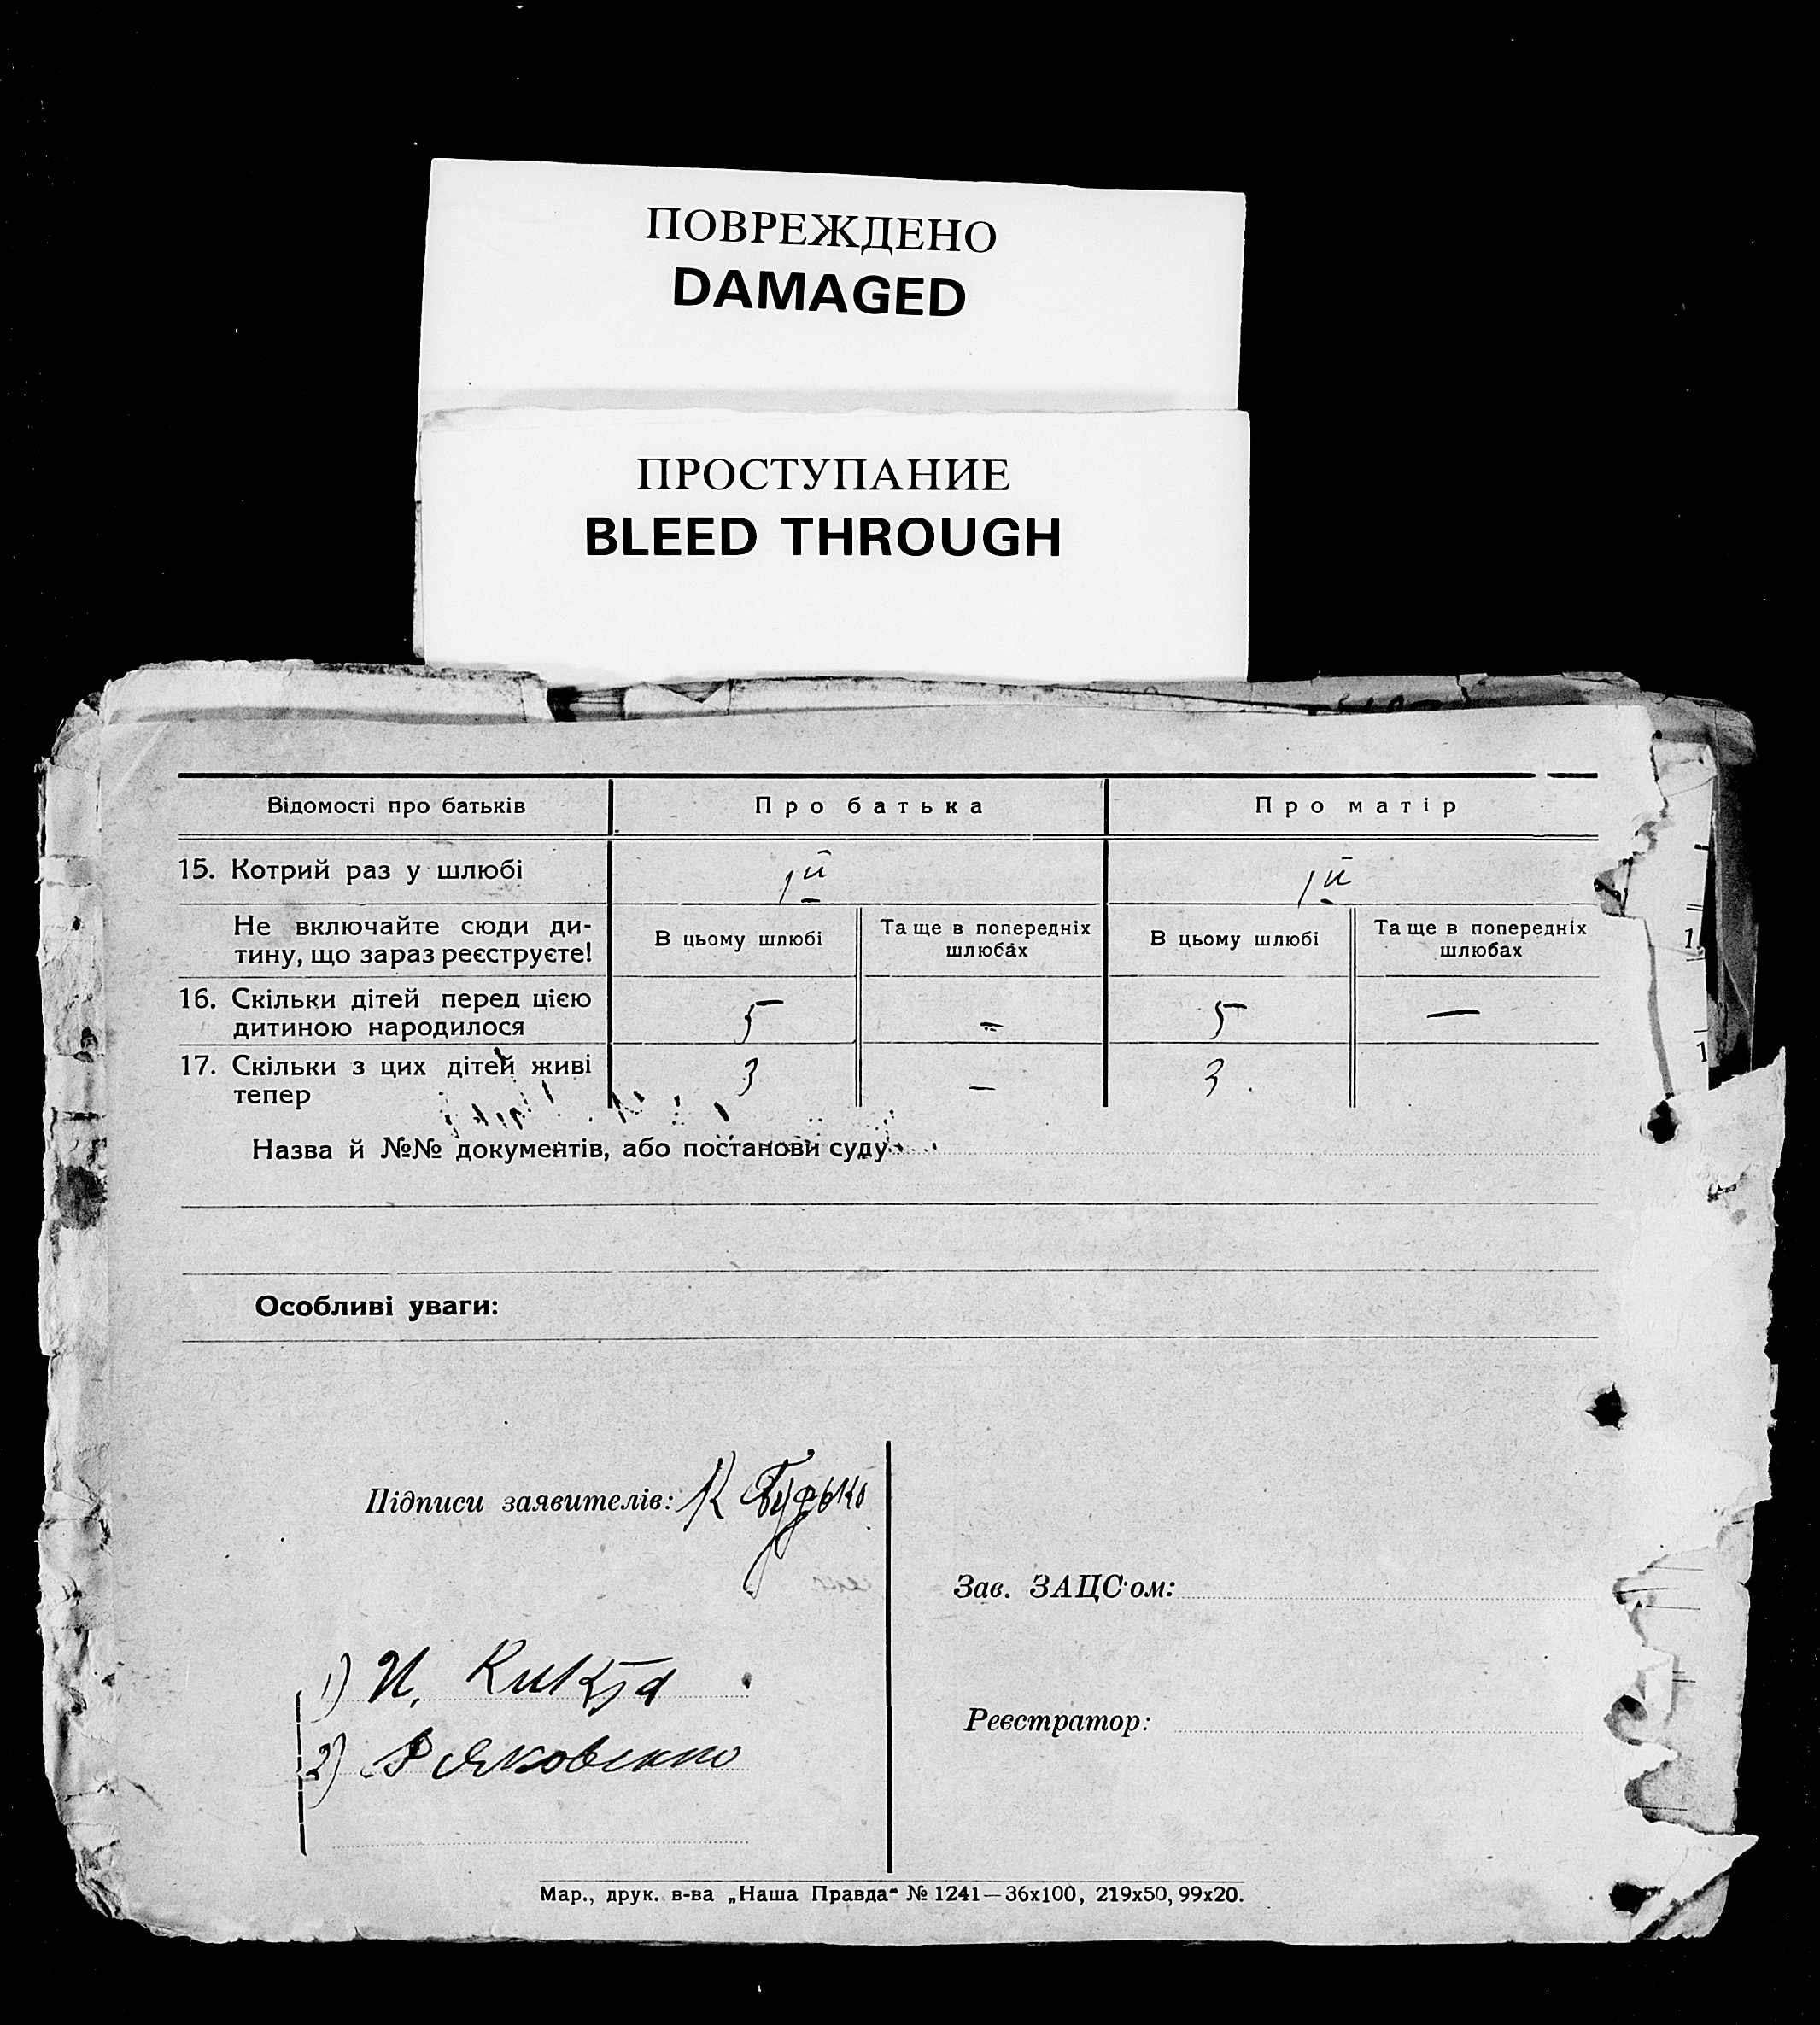 ПОВРЕЖДЕНО
DAMAGED
ПРОСТУПАНИЕ
BLEED THROUGH
Відомості про батьків Про батька Про матір
15. Котрий раз у шлюбі 1й 1й
Не включайте сюди ди- В цьому шлюбі Та ще в попередніх В цьому шлюбі Та ще в попередніх
тину, що зараз реєструєте! шлюбах шлюбах
16. Скільки дітей перед цією 5 — 5 —
дитиною народилося
17. Скільки з цих дітей живі 3 — 3.
тепер
Назва й №№ документів, або постанови суду
Особливі уваги:
Підписи заявителів: К
Зав. ЗАЦС'ом:
1) И. Кикта
Реєстратор:
2) Яковенко
Мар., друк. в-ва „Наша Правда“ № 1241—36х100, 219х50, 99х20.